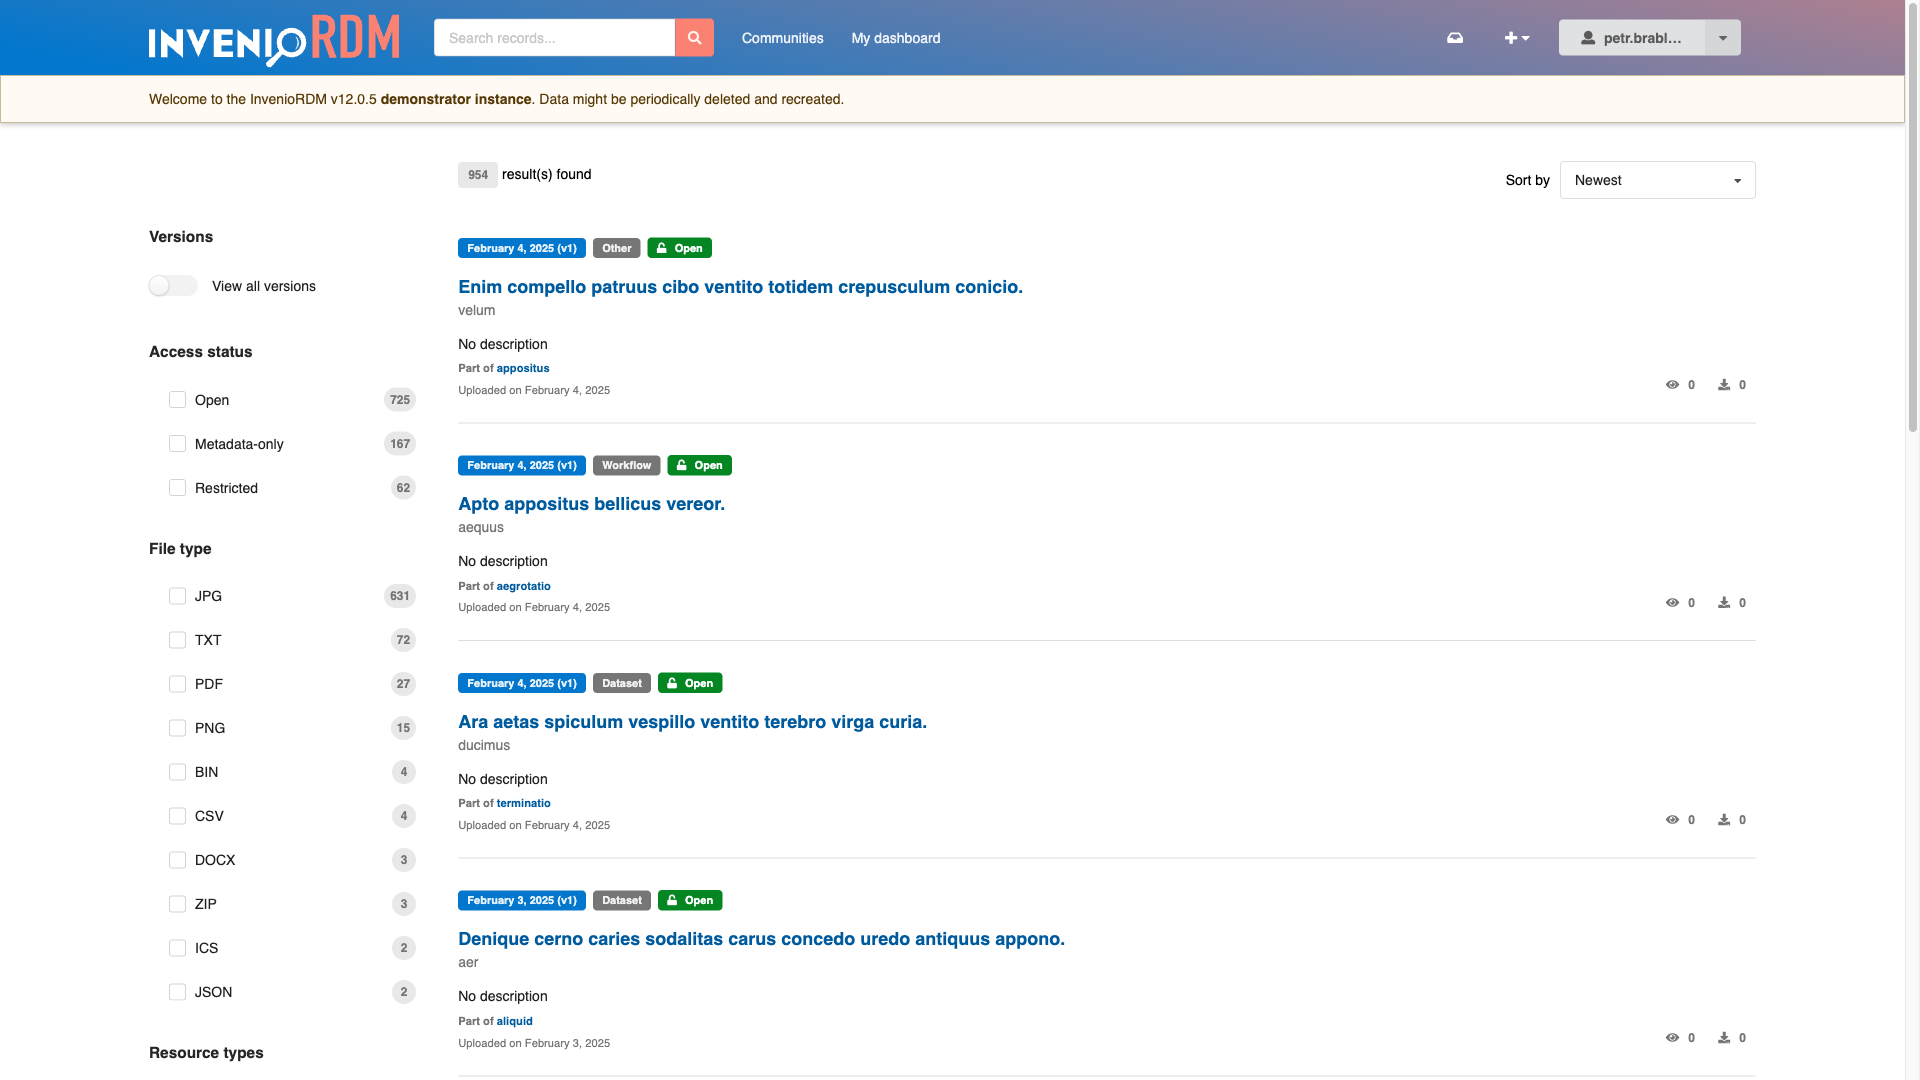 INVENIO RDM
Search records...
Communities
My dashboard
petr.brabl...
Welcome to the InvenioRDM v12.0.5 demonstrator instance. Data might be periodically deleted and recreated.
954 result(s) found
Sort by Newest
Versions
View all versions
Access status
Open 725
Metadata-only 167
Restricted 62
File type
JPG 631
TXT 72
PDF 27
PNG 15
BIN 4
CSV 4
DOCX 3
ZIP 3
ICS 2
JSON 2
Resource types
February 4, 2025 (v1) Other Open
Enim compello patruus cibo ventito totidem crepusculum conicio.
velum
No description
Part of appositus
Uploaded on February 4, 2025
0 0
February 4, 2025 (v1) Workflow Open
Apto appositus bellicus vereor.
aequus
No description
Part of aegrotatio
Uploaded on February 4, 2025
0 0
February 4, 2025 (v1) Dataset Open
Ara aetas spiculum vespillo ventito terebro virga curia.
ducimus
No description
Part of terminatio
Uploaded on February 4, 2025
0 0
February 3, 2025 (v1) Dataset Open
Denique cerno caries sodalitas carus concedo uredo antiquus appono.
aer
No description
Part of aliquid
Uploaded on February 3, 2025
0 0